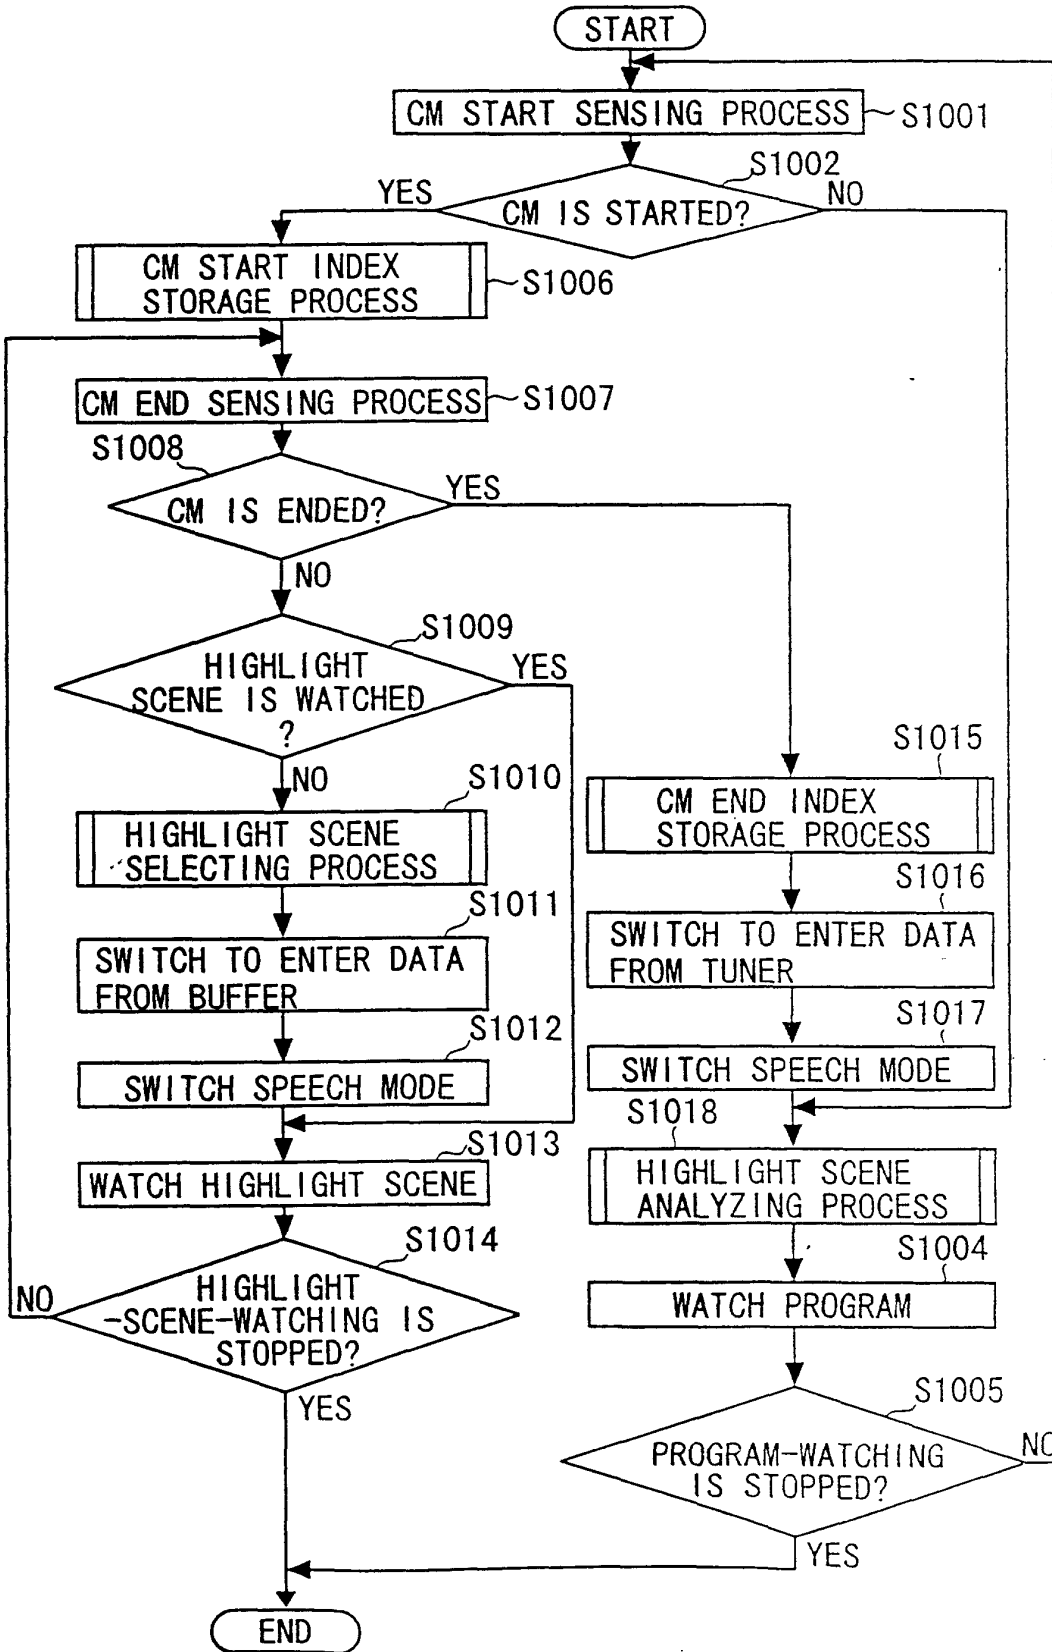 START
CM START SENSING PROCESS
S1001
S1002
YES
NO
CM IS STARTED?
CM START INDEX
STORAGE PROCESS
S1006
CM END SENSING PROCESS
S1007
S1008
YES
CM IS ENDED?
NO
S1009
HIGHLIGHT
SCENE IS WATCHED
?
YES
NO
S1010
HIGHLIGHT SCENE
SELECTING PROCESS
S1011
SWITCH TO ENTER DATA
FROM BUFFER
S1012
SWITCH SPEECH MODE
S1013
WATCH HIGHLIGHT SCENE
S1014
NO
HIGHLIGHT
-SCENE-WATCHING IS
STOPPED?
YES
S1015
CM END INDEX
STORAGE PROCESS
S1016
SWITCH TO ENTER DATA
FROM TUNER
S1017
SWITCH SPEECH MODE
S1018
HIGHLIGHT SCENE
ANALYZING PROCESS
S1004
WATCH PROGRAM
S1005
PROGRAM-WATCHING
IS STOPPED?
NO
YES
END